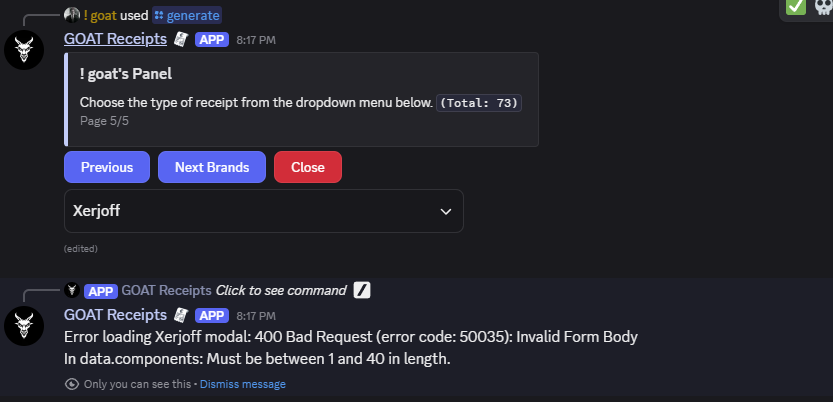 ! goat used generate
GOAT Receipts APP 8:17 PM
! goat's Panel
Choose the type of receipt from the dropdown menu below. (Total: 73)
Page 5/5
Previous Next Brands Close
Xerjoff
(edited)
APP GOAT Receipts Click to see command
GOAT Receipts APP 8:17 PM
Error loading Xerjoff modal: 400 Bad Request (error code: 50035): Invalid Form Body
In data.components: Must be between 1 and 40 in length.
Only you can see this • Dismiss message